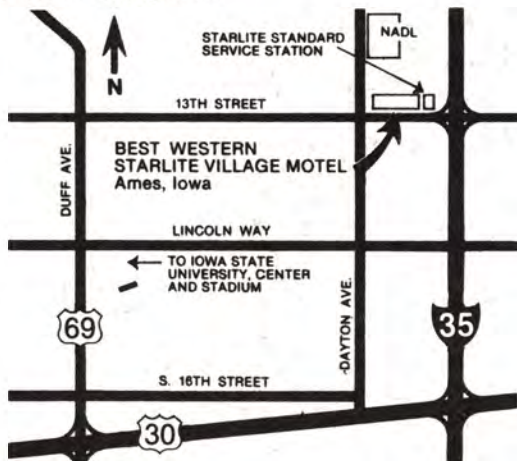 STARLITE STANDARD
SERVICE STATION
NADL
N
13TH STREET
BEST WESTERN
STARLITE VILLAGE MOTEL
Ames, Iowa
DUFF AVE.
LINCOLN WAY
TO IOWA STATE
UNIVERSITY, CENTER
AND STADIUM
69
DAYTON AVE.
35
S. 16TH STREET
30